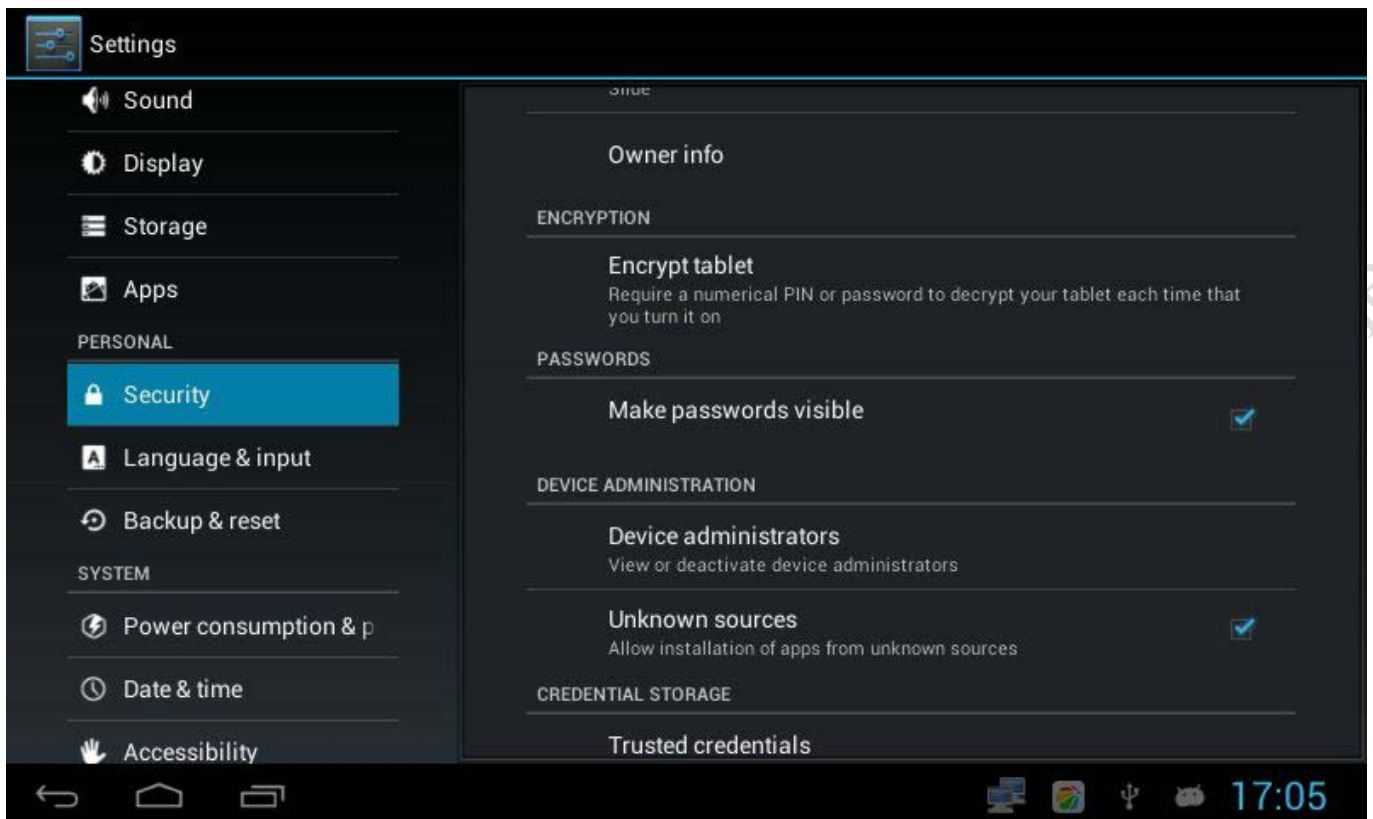 Settings
Sound
Display
Storage
Apps
PERSONAL
Security
Language & input
Backup & reset
SYSTEM
Power consumption & p
Date & time
Accessibility
Slide
Owner info
ENCRYPTION
Encrypt tablet
Require a numerical PIN or password to decrypt your tablet each time that
you turn it on
PASSWORDS
Make passwords visible
DEVICE ADMINISTRATION
Device administrators
View or deactivate device administrators
Unknown sources
Allow installation of apps from unknown sources
CREDENTIAL STORAGE
Trusted credentials
17:05